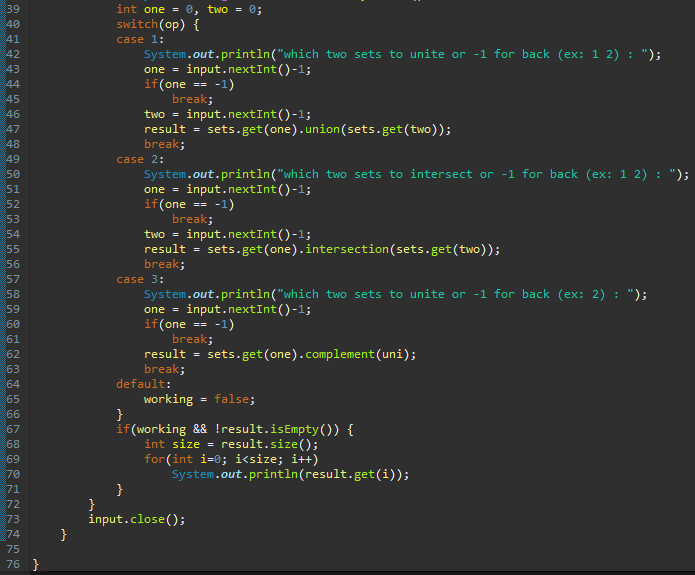 39 int one = 0, two = 0;
40 switch(op) {
41 case 1:
42 System.out.println("which two sets to unite or -1 for back (ex: 1 2) : ");
43 one = input.nextInt()-1;
44 if(one == -1)
45 break;
46 two = input.nextInt()-1;
47 result = sets.get(one).union(sets.get(two));
48 break;
49 case 2:
50 System.out.println("which two sets to intersect or -1 for back (ex: 1 2) : ");
51 one = input.nextInt()-1;
52 if(one == -1)
53 break;
54 two = input.nextInt()-1;
55 result = sets.get(one).intersection(sets.get(two));
56 break;
57 case 3:
58 System.out.println("which two sets to unite or -1 for back (ex: 2) : ");
59 one = input.nextInt()-1;
60 if(one == -1)
61 break;
62 result = sets.get(one).complement(uni);
63 break;
64 default:
65 working = false;
66 }
67 if(working && !result.isEmpty()) {
68 int size = result.size();
69 for(int i=0; i<size; i++)
70 System.out.println(result.get(i));
71 }
72 }
73 input.close();
74 }
75
76 }